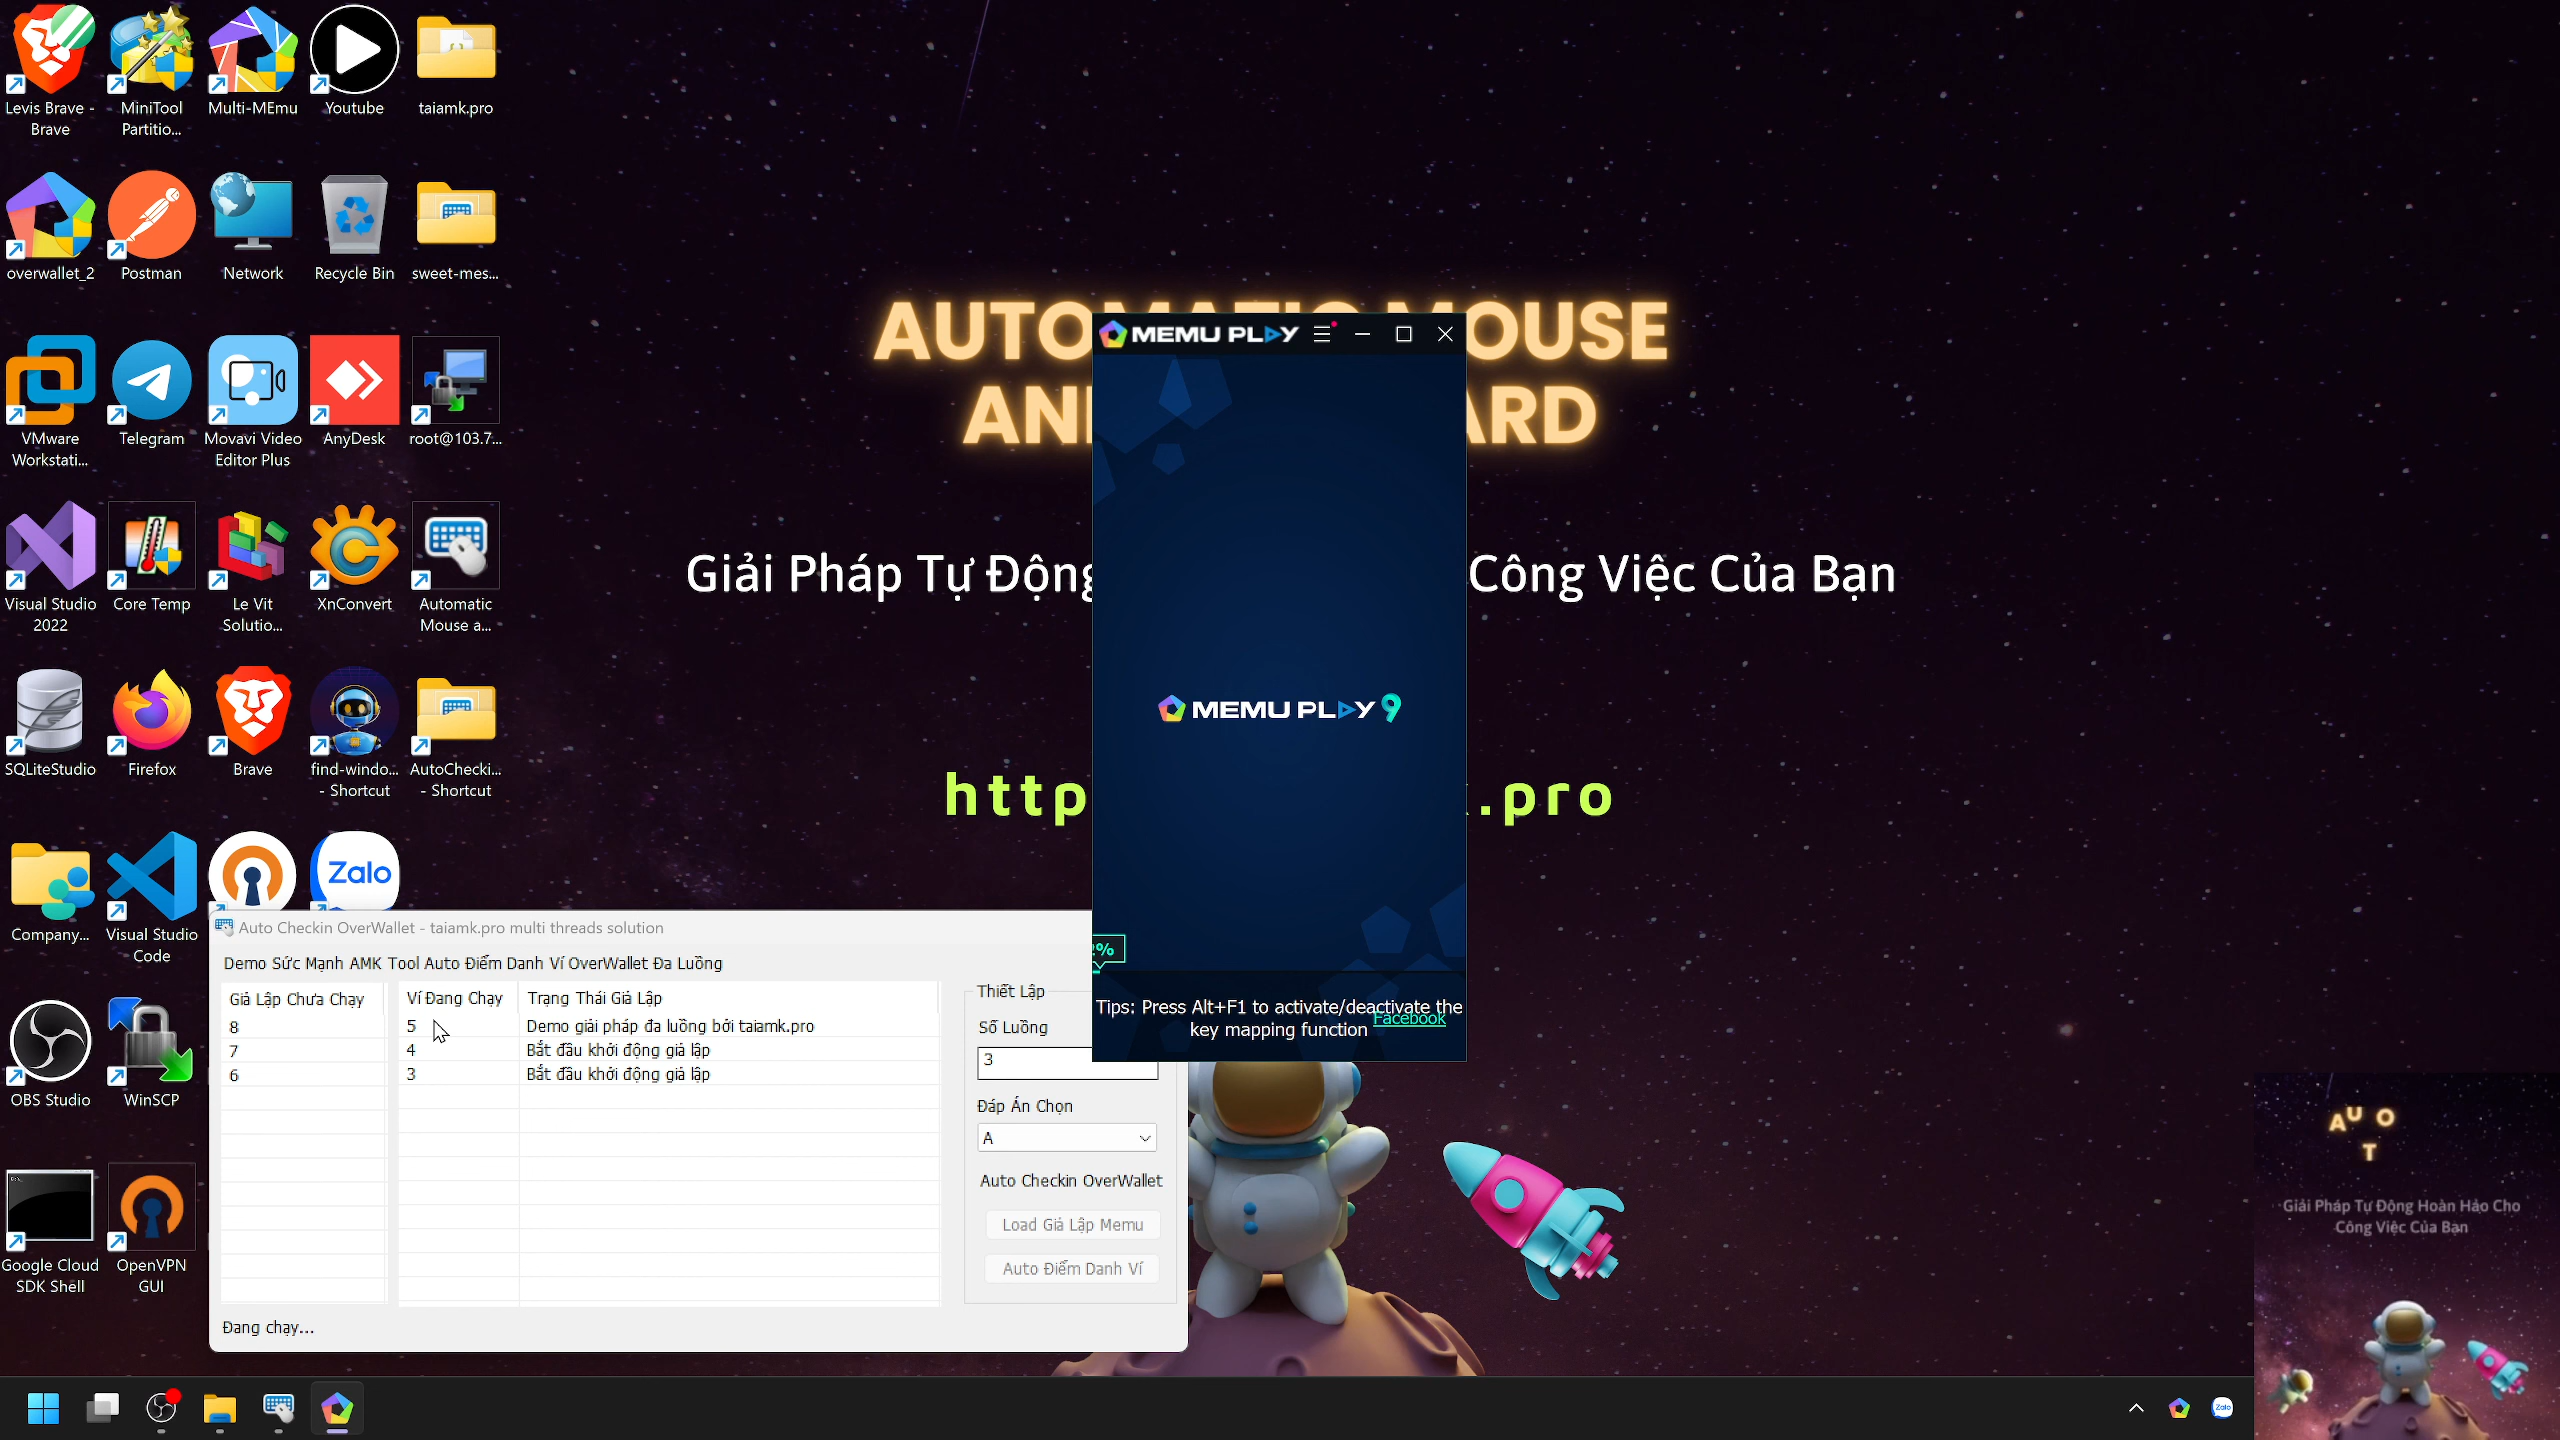 Levis Brave -
Brave
MiniTool
Partitio...
Multi-MEmu
Youtube
taiamk.pro
overwallet_2
Postman
Network
Recycle Bin
sweet-mes...
VMware
Workstati...
Telegram
Movavi Video
Editor Plus
AnyDesk
root@103.7...
Visual Studio
2022
Core Temp
Le Vit
Solutio...
XnConvert
Automatic
Mouse a...
SQLiteStudio
Firefox
Brave
find-windo...
- Shortcut
AutoChecki...
- Shortcut
Company...
Visual Studio
Code
Zalo
OBS Studio
WinSCP
Google Cloud
SDK Shell
OpenVPN
GUI
OUSE
ARD
Giải Pháp Tự Động
Công Việc Của Bạn
http
.pro
MEMU PLAY
MEMU PLAY 9
2%
Tips: Press Alt+F1 to activate/deactivate the
key mapping function
Facebook
Auto Checkin OverWallet - taiamk.pro multi threads solution
Demo Sức Mạnh AMK Tool Auto Điểm Danh Ví OverWallet Đa Luồng
Giả Lập Chưa Chạy
8
7
6
Ví Đang Chạy Trạng Thái Giả Lập
5 Demo giải pháp đa luồng bởi taiamk.pro
4 Bắt đầu khởi động giả lập
3 Bắt đầu khởi động giả lập
Thiết Lập
Số Luồng
3
Đáp Án Chọn
A
Auto Checkin OverWallet
Load Giả Lập Memu
Auto Điểm Danh Ví
Đang chạy...
A U O
T
Giải Pháp Tự Động Hoàn Hảo Cho
Công Việc Của Bạn
Zalo